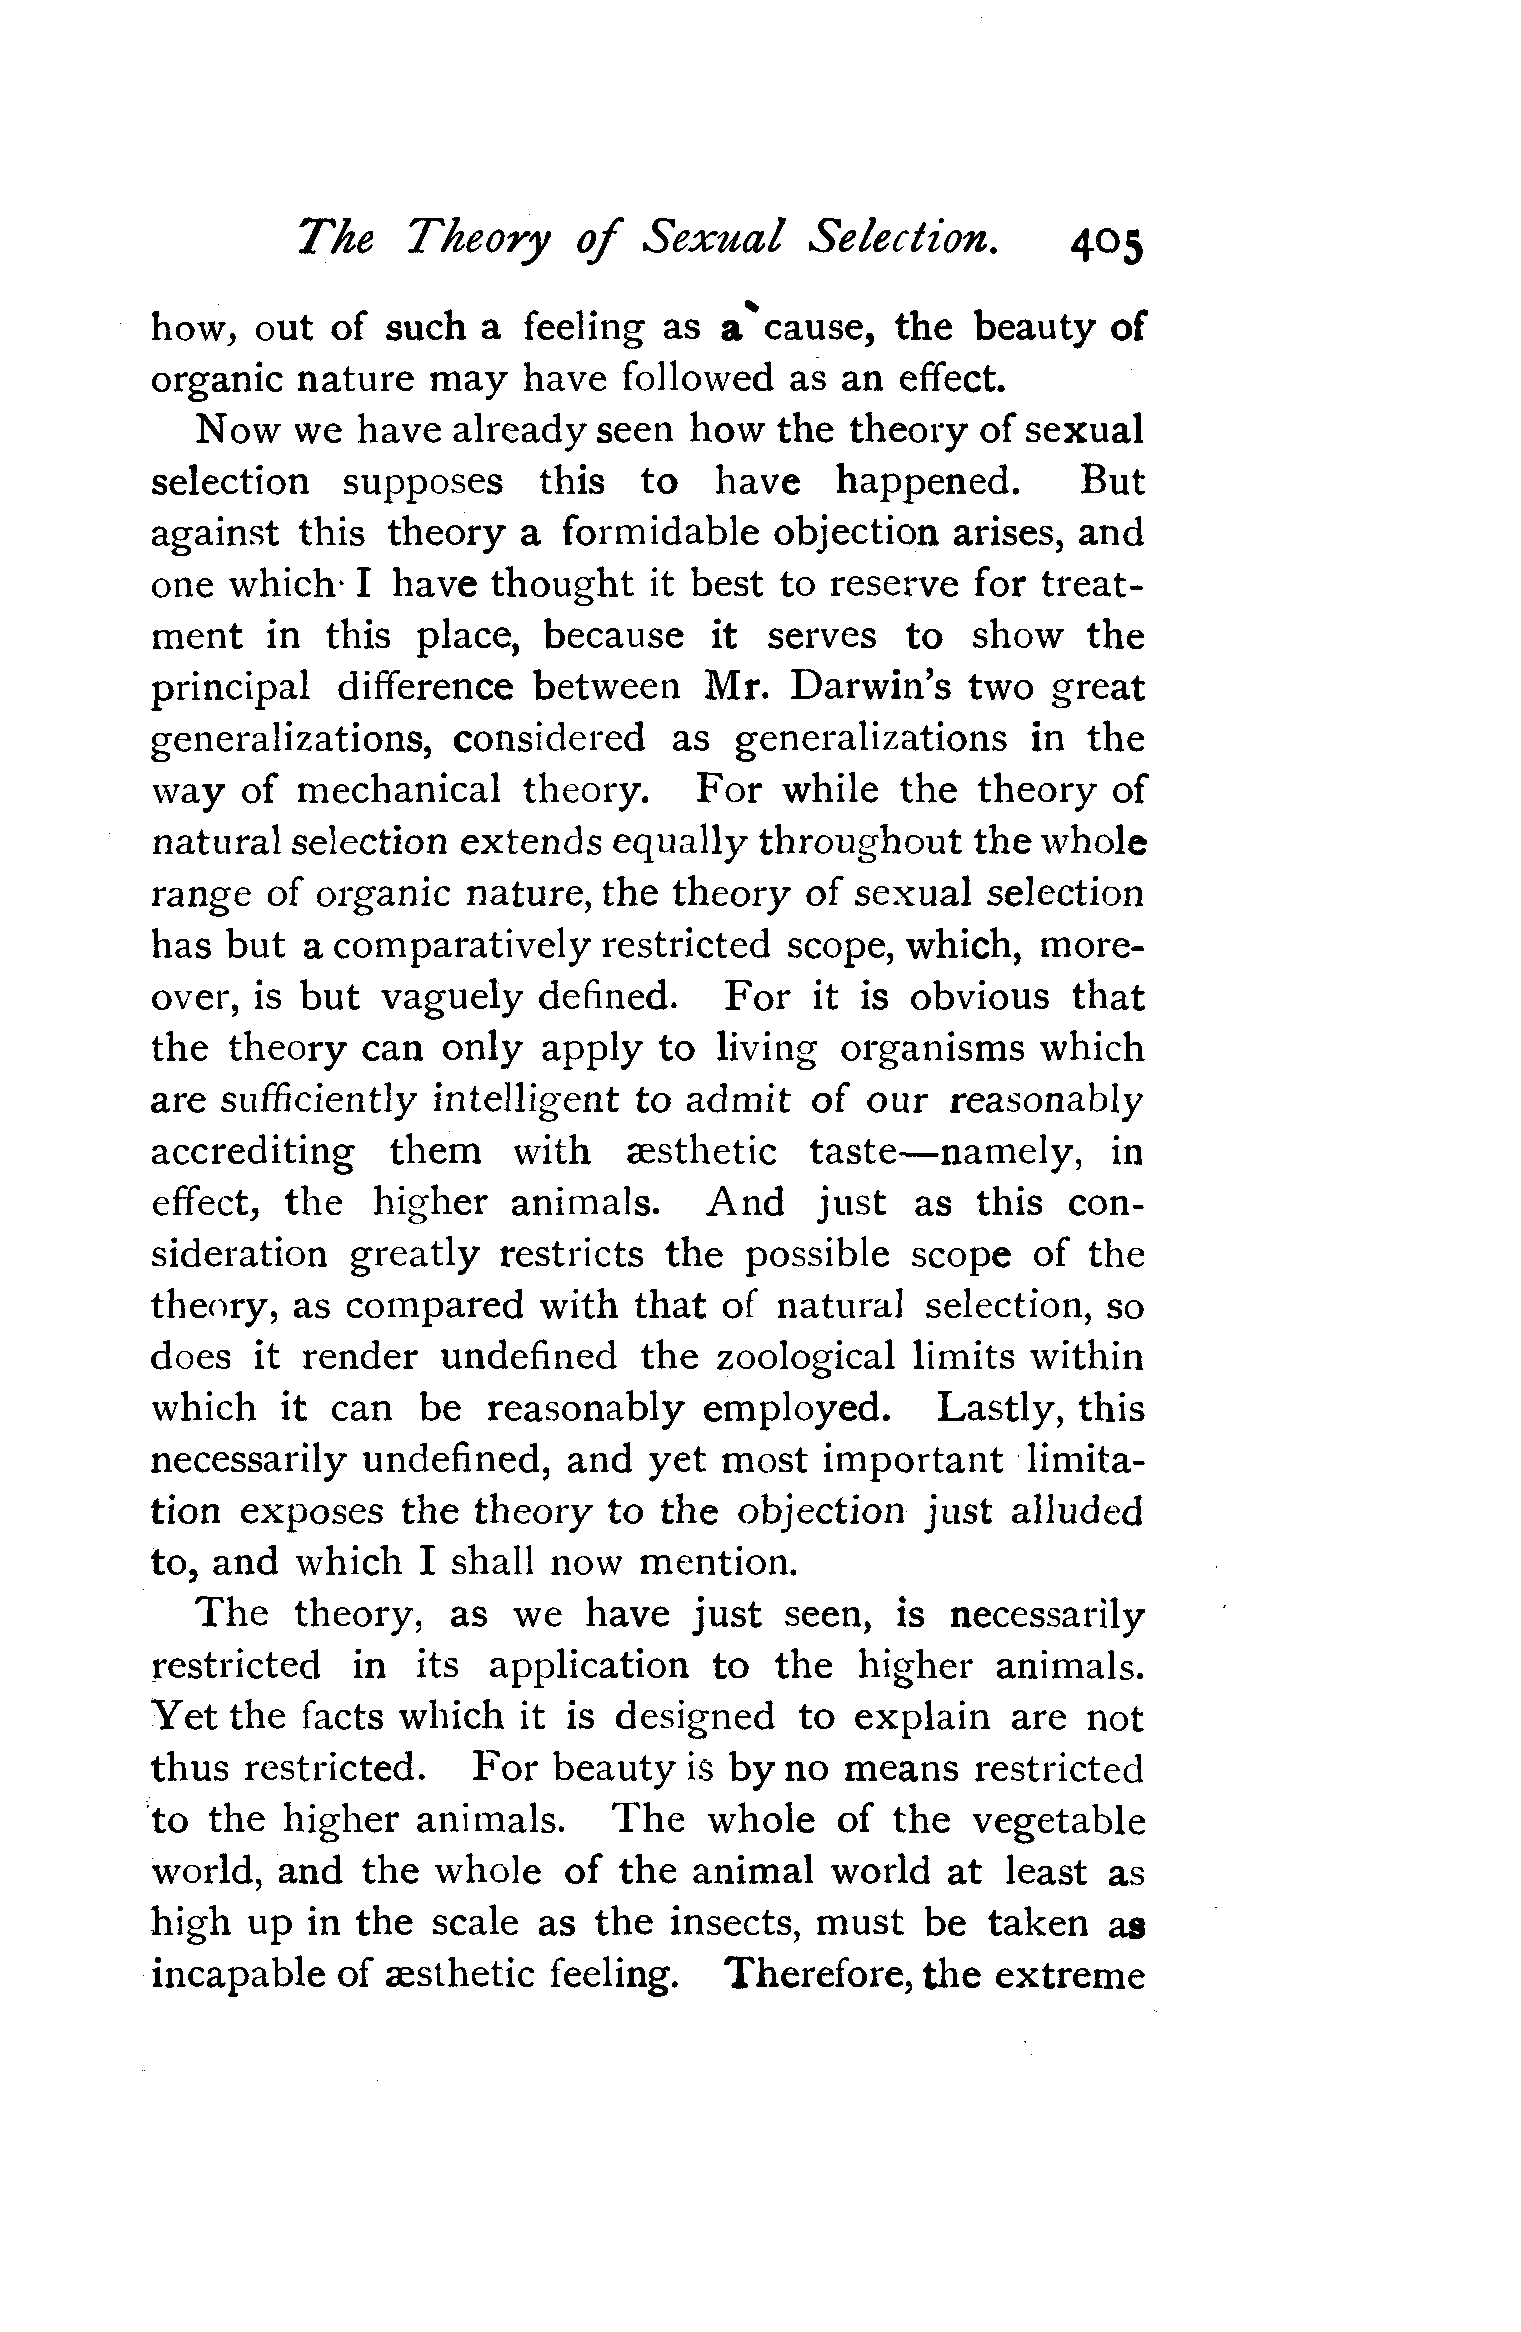 The Theory of Sexual Selection. 405
how, out of such a feeling as a cause, the beauty of
organic nature may have followed as an effect.
Now we have already seen how the theory of sexual
selection supposes this to have happened. But
against this theory a formidable objection arises, and
one which I have thought it best to reserve for treat-
ment in this place, because it serves to show the
principal difference between Mr. Darwin's two great
generalizations, considered as generalizations in the
way of mechanical theory. For while the theory of
natural selection extends equally throughout the whole
range of organic nature, the theory of sexual selection
has but a comparatively restricted scope, which, more-
over, is but vaguely defined. For it is obvious that
the theory can only apply to living organisms which
are sufficiently intelligent to admit of our reasonably
accrediting them with æsthetic taste—namely, in
effect, the higher animals. And just as this con-
sideration greatly restricts the possible scope of the
theory, as compared with that of natural selection, so
does it render undefined the zoological limits within
which it can be reasonably employed. Lastly, this
necessarily undefined, and yet most important limita-
tion exposes the theory to the objection just alluded
to, and which I shall now mention.
The theory, as we have just seen, is necessarily
restricted in its application to the higher animals.
Yet the facts which it is designed to explain are not
thus restricted. For beauty is by no means restricted
to the higher animals. The whole of the vegetable
world, and the whole of the animal world at least as
high up in the scale as the insects, must be taken as
incapable of æsthetic feeling. Therefore, the extreme